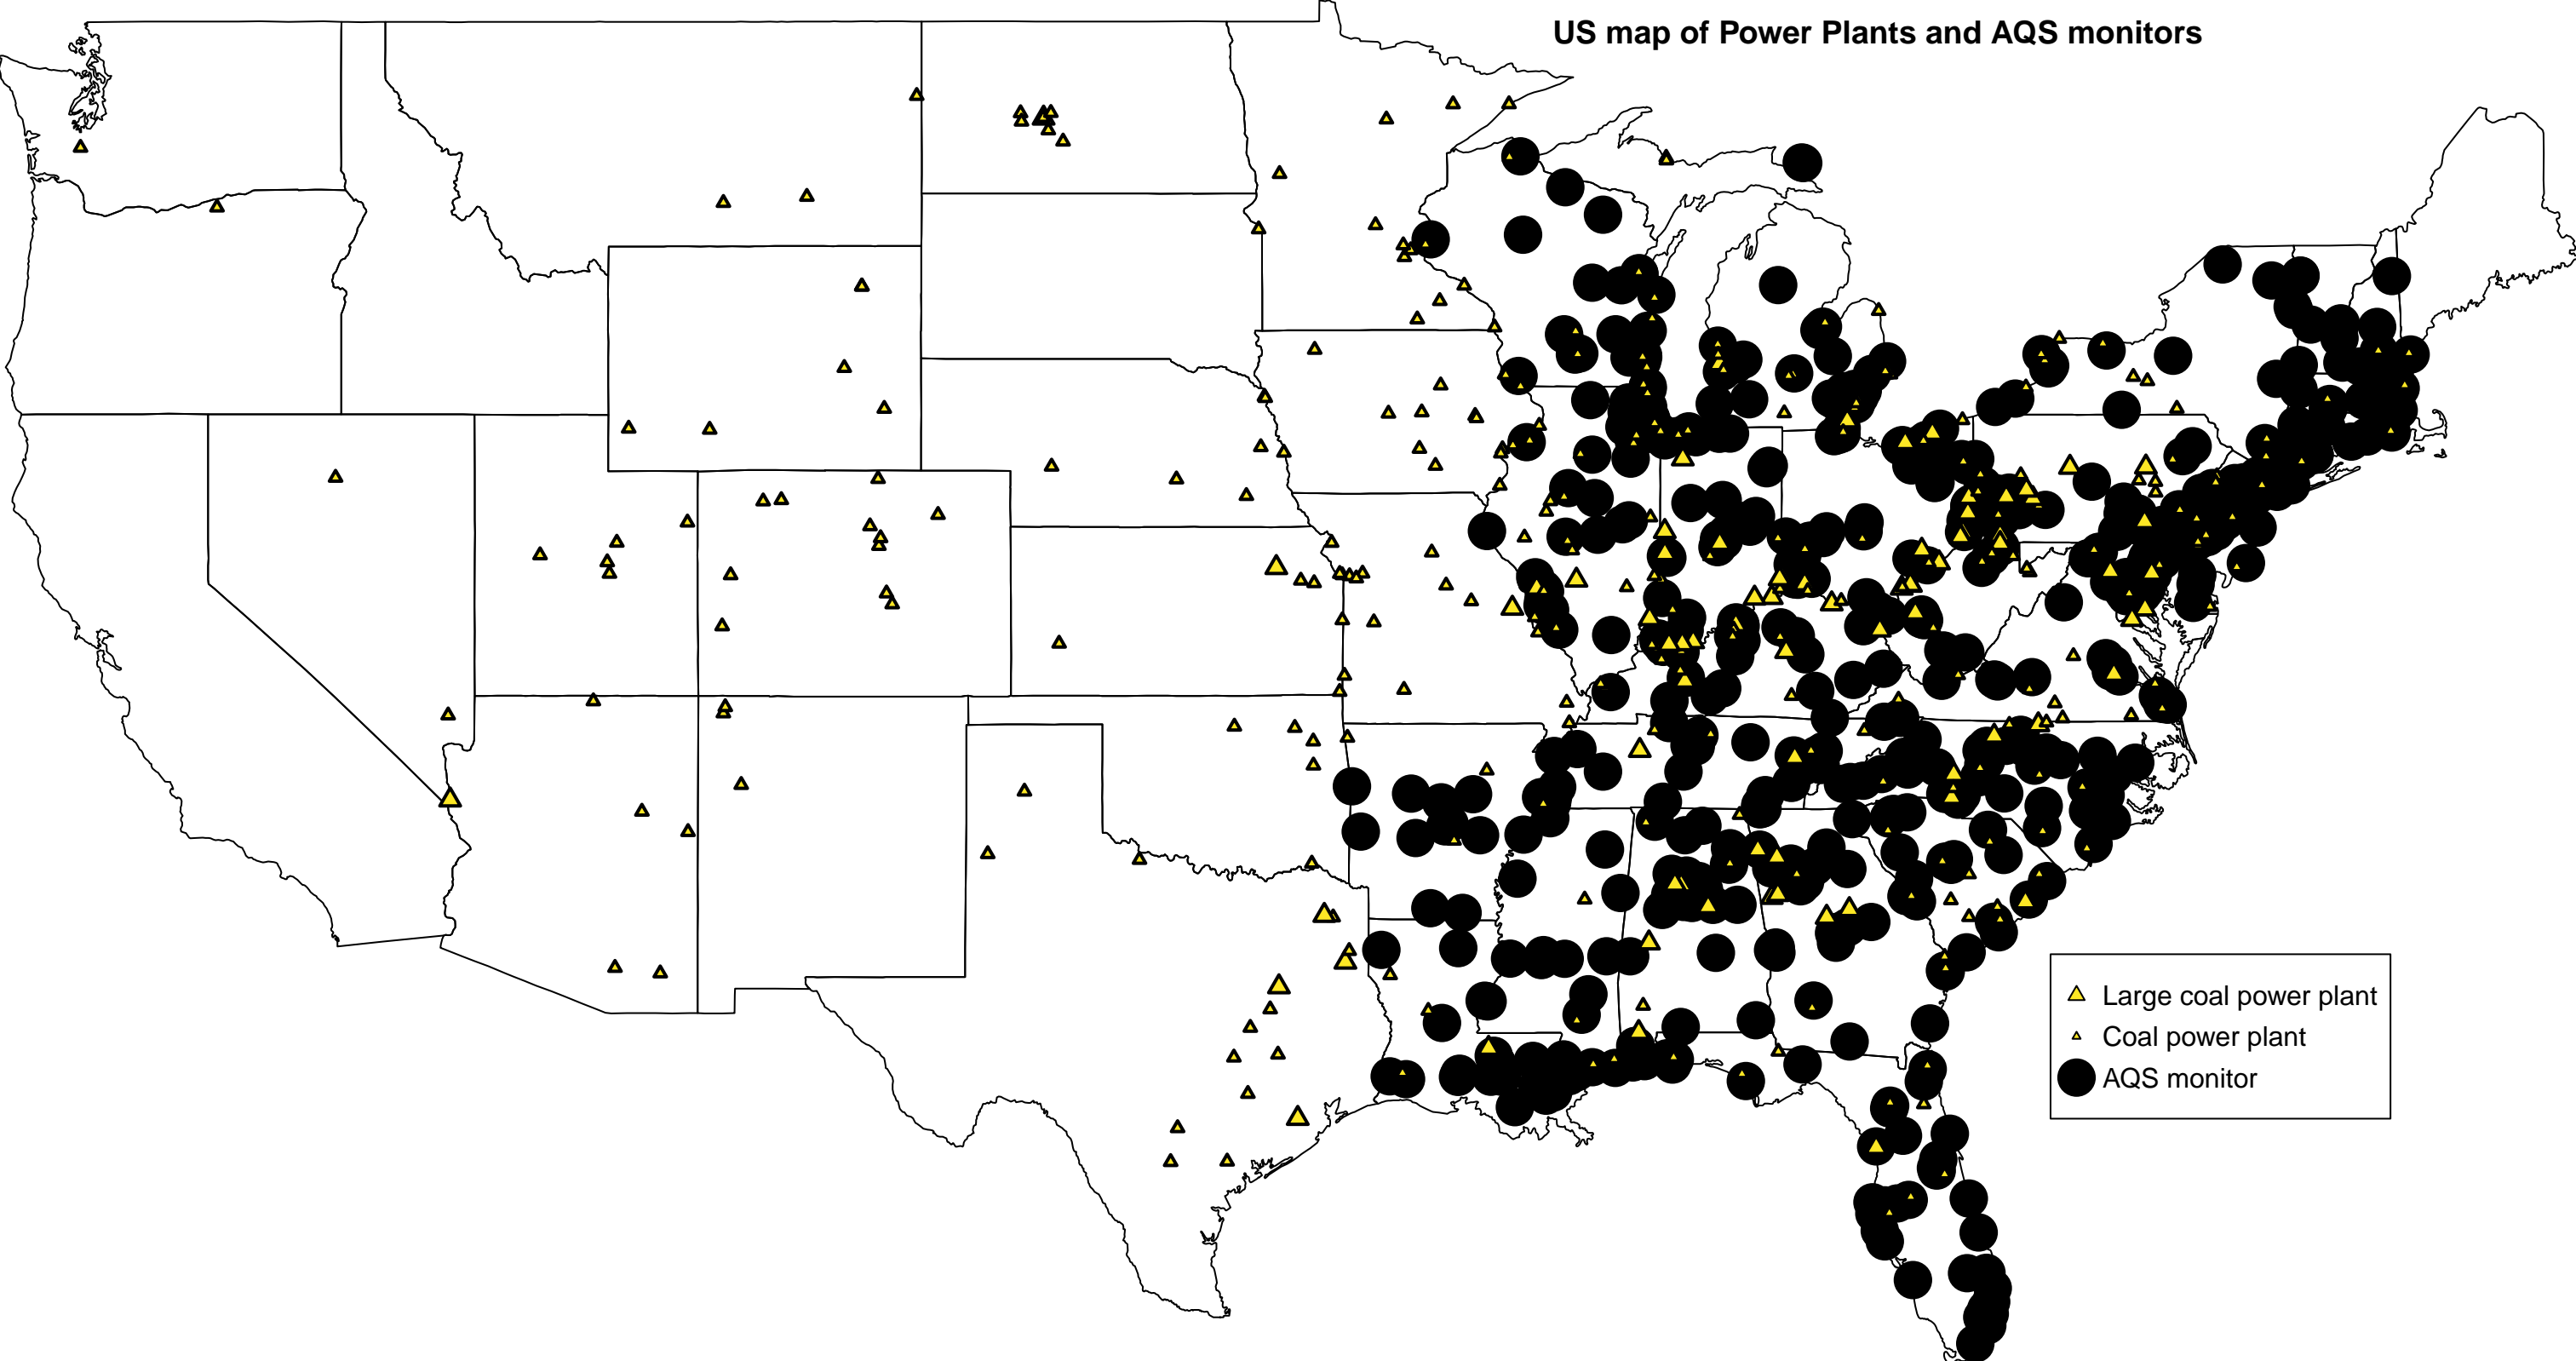 US map of Power Plants and AQS monitors
Large coal power plant
Coal power plant
AQS monitor